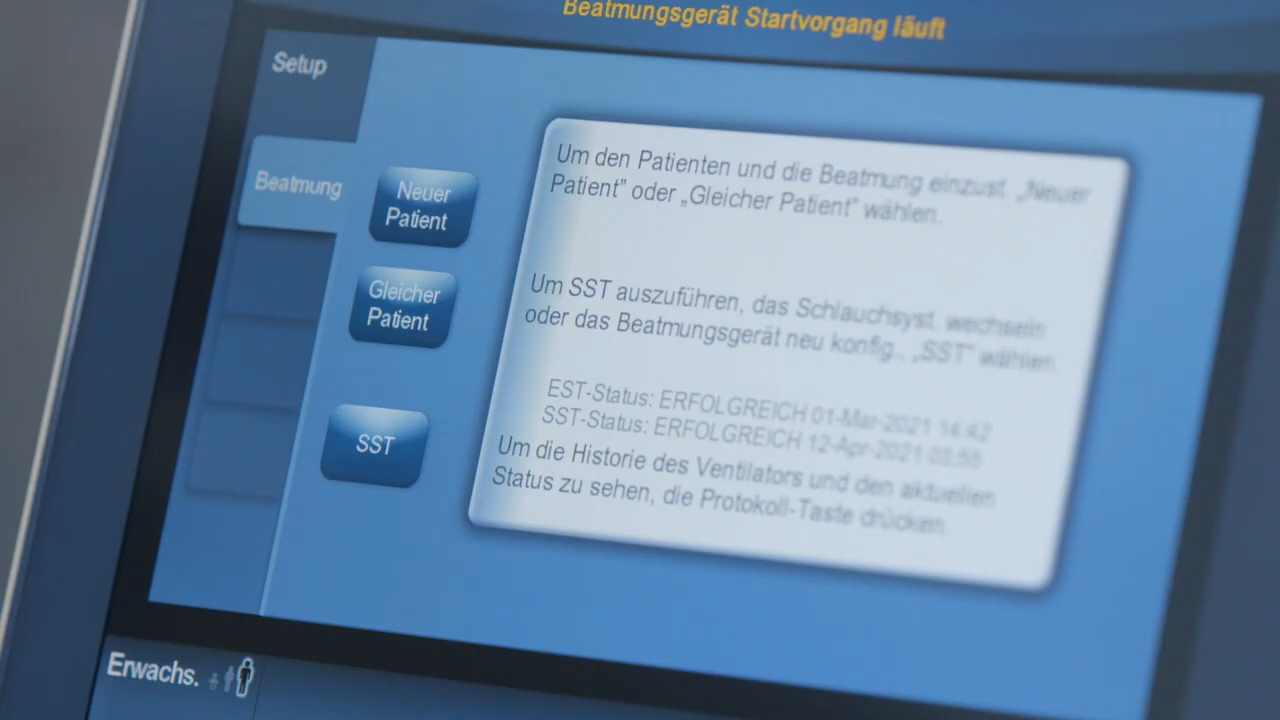 Beatmungsgerät Startvorgang läuft
Setup
Beatmung
Neuer
Patient
Gleicher
Patient
SST
Um den Patienten und die Beatmung einzust. „Neuer
Patient” oder „Gleicher Patient” wählen.
Um SST auszuführen, das Schlauchsyst. wechseln
oder das Beatmungsgerät neu konfig., „SST” wählen.
EST-Status: ERFOLGREICH 01-Mar-2021 14:42
SST-Status: ERFOLGREICH 12-Apr-2021 03:55
Um die Historie des Ventilators und den aktuellen
Status zu sehen, die Protokoll-Taste drücken.
Erwachs.